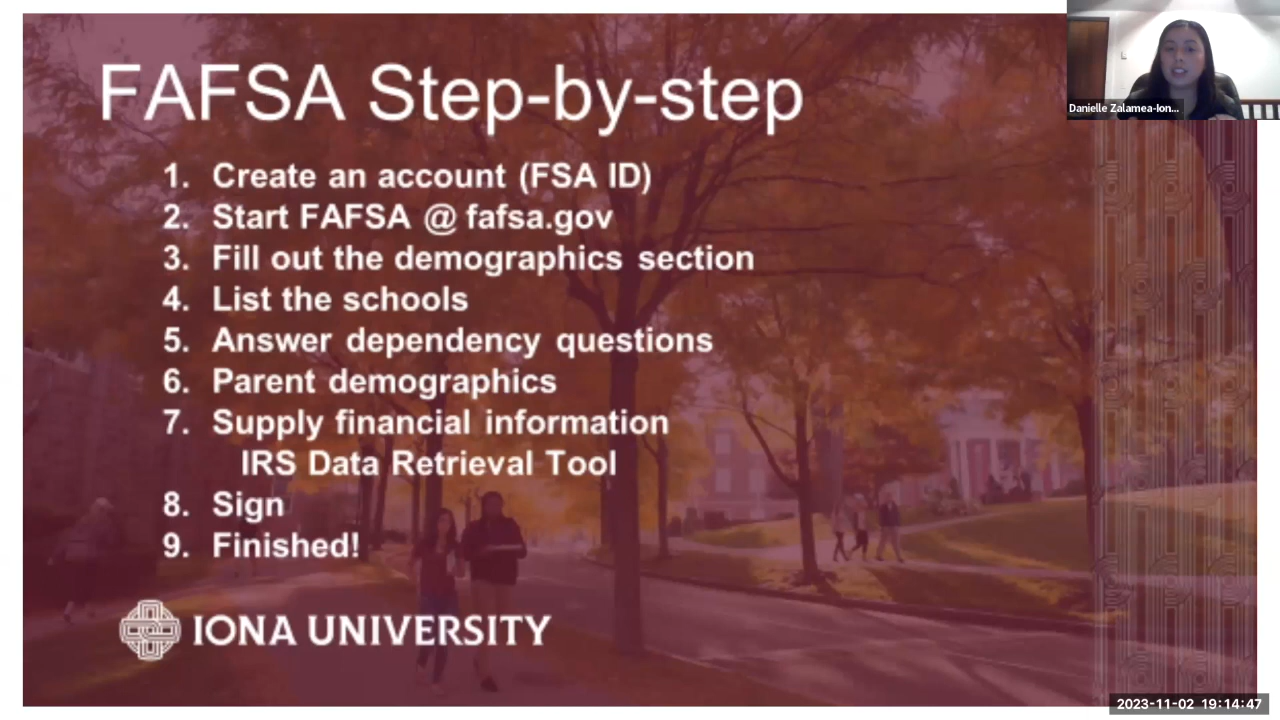 FAFSA Step-by-step
Danielle Zalamea-Ion...
1. Create an account (FSA ID)
2. Start FAFSA @ fafsa.gov
3. Fill out the demographics section
4. List the schools
5. Answer dependency questions
6. Parent demographics
7. Supply financial information
IRS Data Retrieval Tool
8. Sign
9. Finished!
IONA UNIVERSITY
2023-11-02 19:14:47